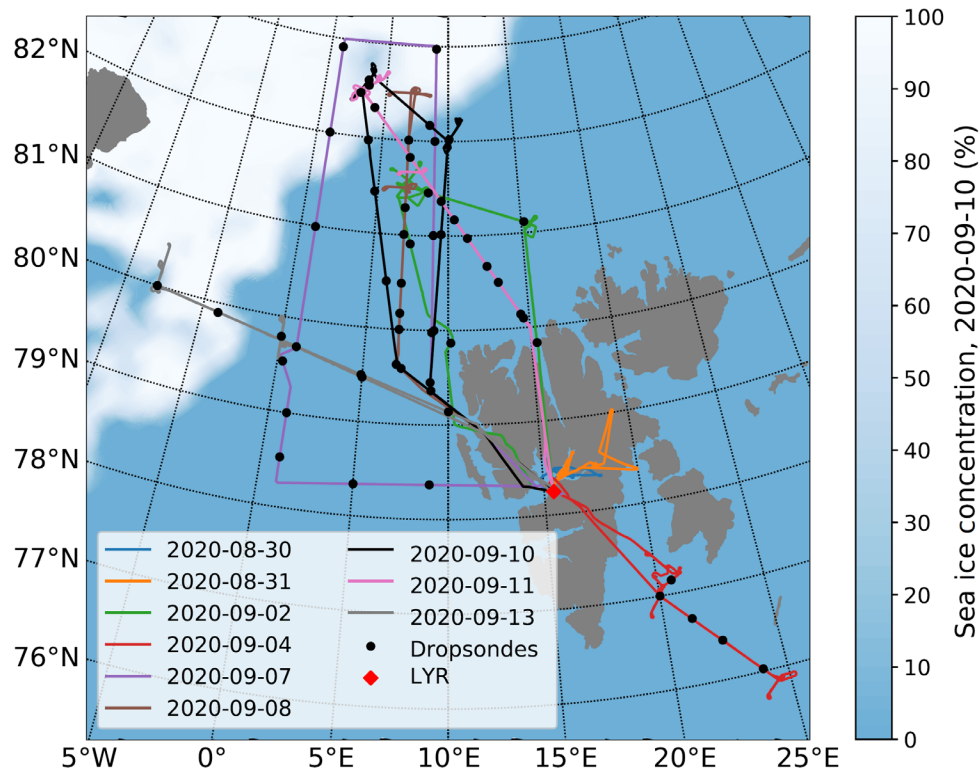 82°N
81°N
80°N
79°N
78°N
77°N
76°N
5°W
0°
5°E
10°E
15°E
20°E
25°E
2020-08-30
2020-08-31
2020-09-02
2020-09-04
2020-09-07
2020-09-08
2020-09-10
2020-09-11
2020-09-13
Dropsondes
LYR
100
90
80
70
60
50
40
30
20
10
0
Sea ice concentration, 2020-09-10 (%)